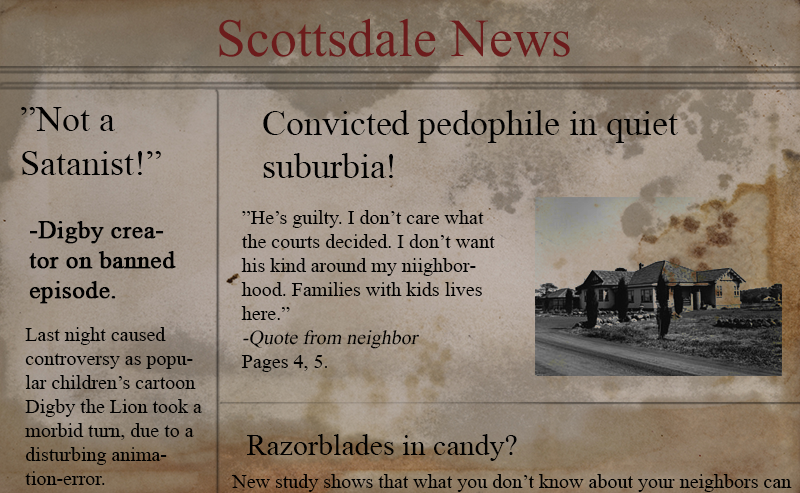 Scottsdale News
”Not a
Satanist!”
-Digby crea-
tor on banned
episode.
Last night caused
controversy as popu-
lar children’s cartoon
Digby the Lion took a
morbid turn, due to a
disturbing anima-
tion-error.
Convicted pedophile in quiet
suburbia!
”He’s guilty. I don’t care what
the courts decided. I don’t want
his kind around my niighbor-
hood. Families with kids lives
here.”
-Quote from neighbor
Pages 4, 5.
Razorblades in candy?
New study shows that what you don’t know about your neighbors can